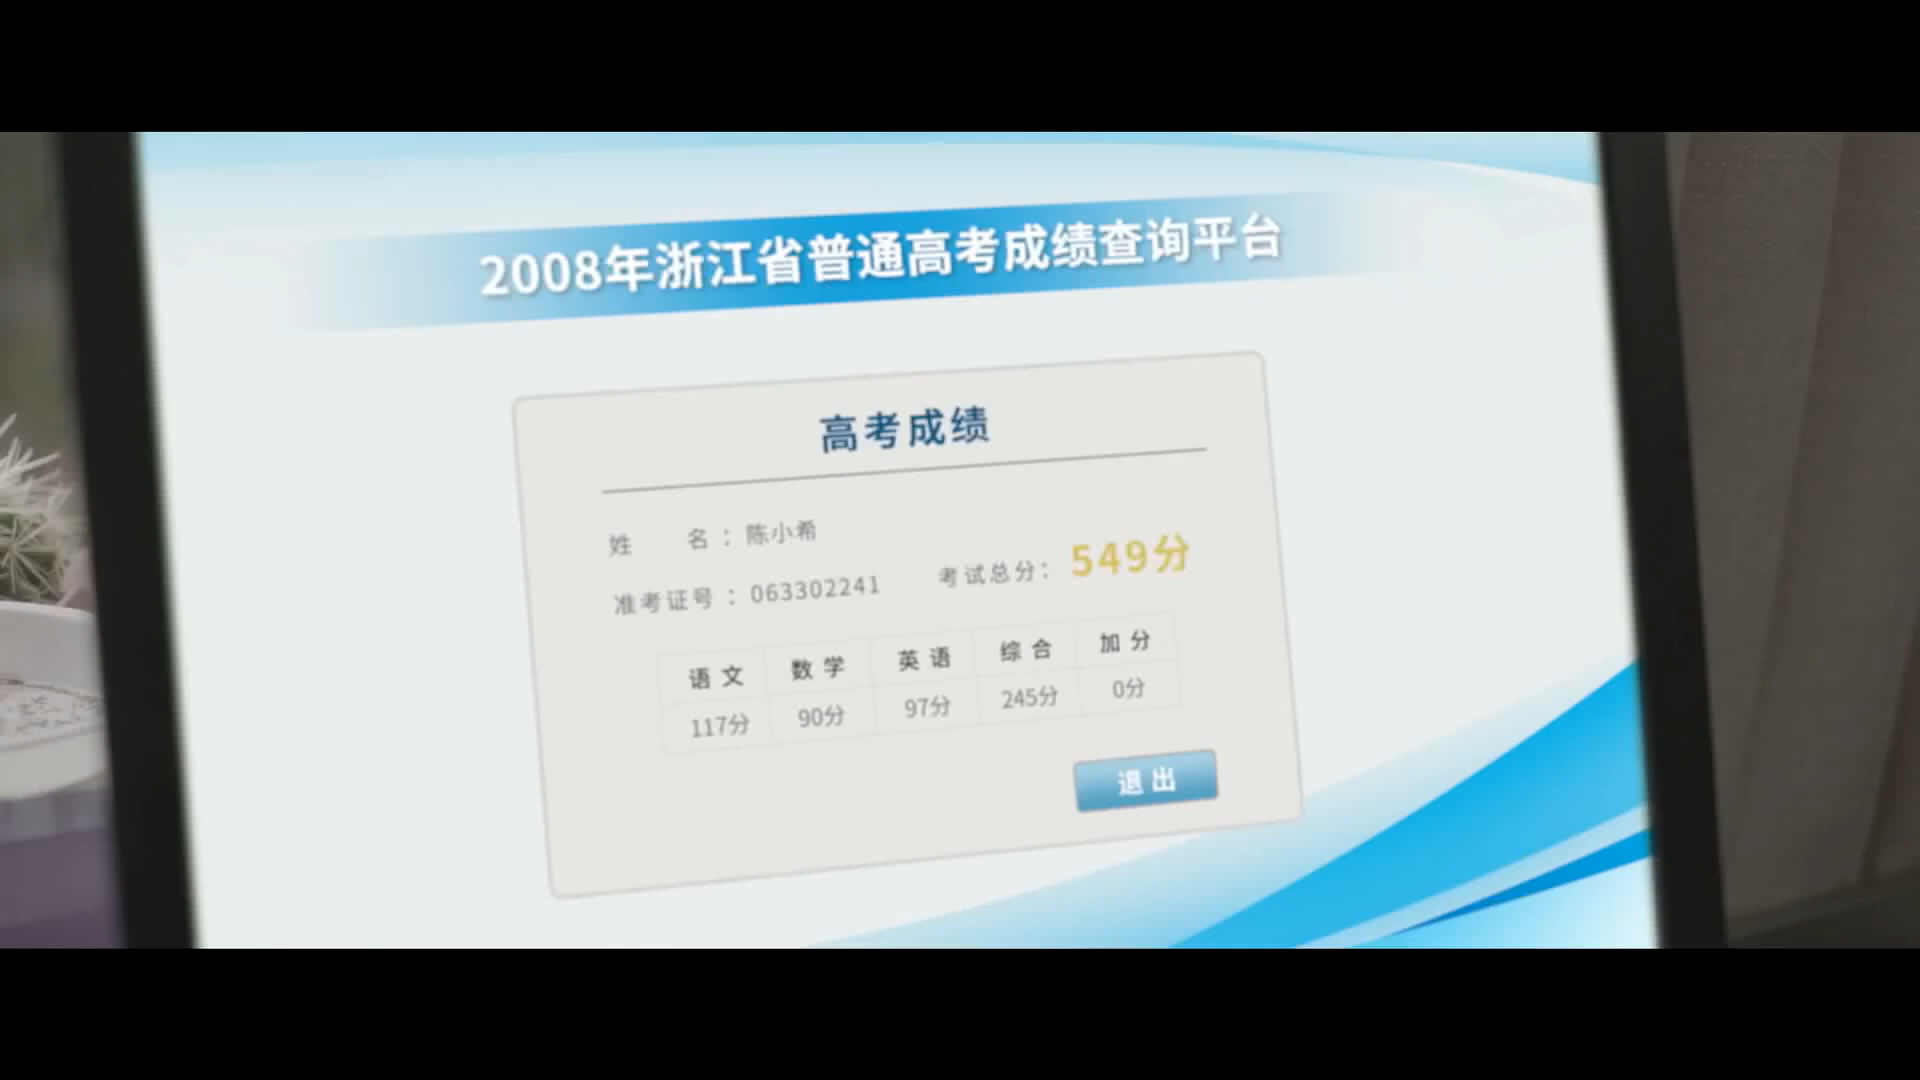 2008年浙江省普通高考成绩查询平台
高考成绩
姓 名：陈小希
准考证号：063302241 考试总分：549分
语文 数学 英语 综合 加分
117分 90分 97分 245分 0分
退出